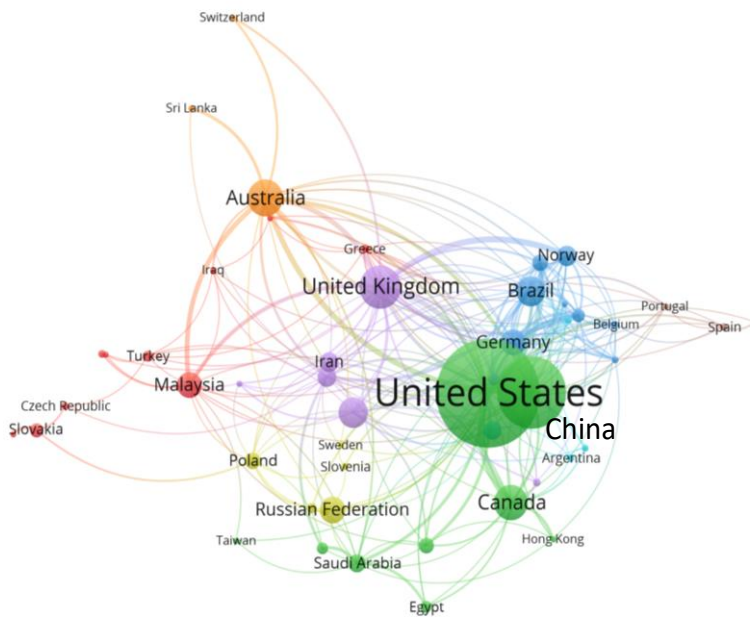 Switzerland
Sri Lanka
Australia
Greece
Norway
Iraq
United Kingdom
Brazil
Portugal
Belgium
Spain
Germany
Turkey
Iran
Malaysia
United States
Czech Republic
Slovakia
China
Sweden
Argentina
Poland
Slovenia
Canada
Russian Federation
Taiwan
Hong Kong
Saudi Arabia
Egypt